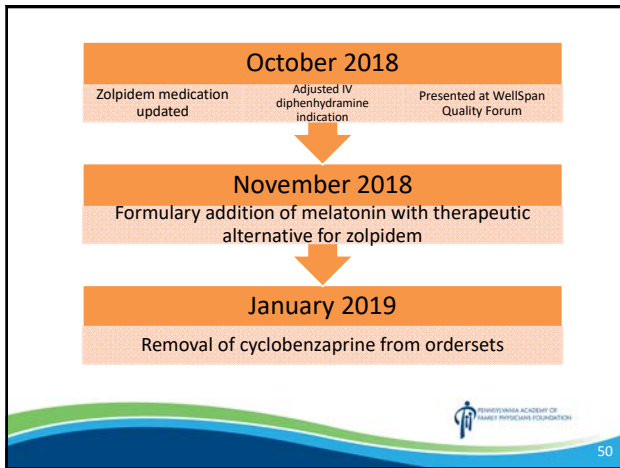 October 2018
Zolpidem medication
updated
Adjusted IV
diphenhydramine
indication
Presented at WellSpan
Quality Forum
November 2018
Formulary addition of melatonin with therapeutic
alternative for zolpidem
January 2019
Removal of cyclobenzaprine from ordersets
PENNSYLVANIA ACADEMY OF
FAMILY PHYSICIANS FOUNDATION
50